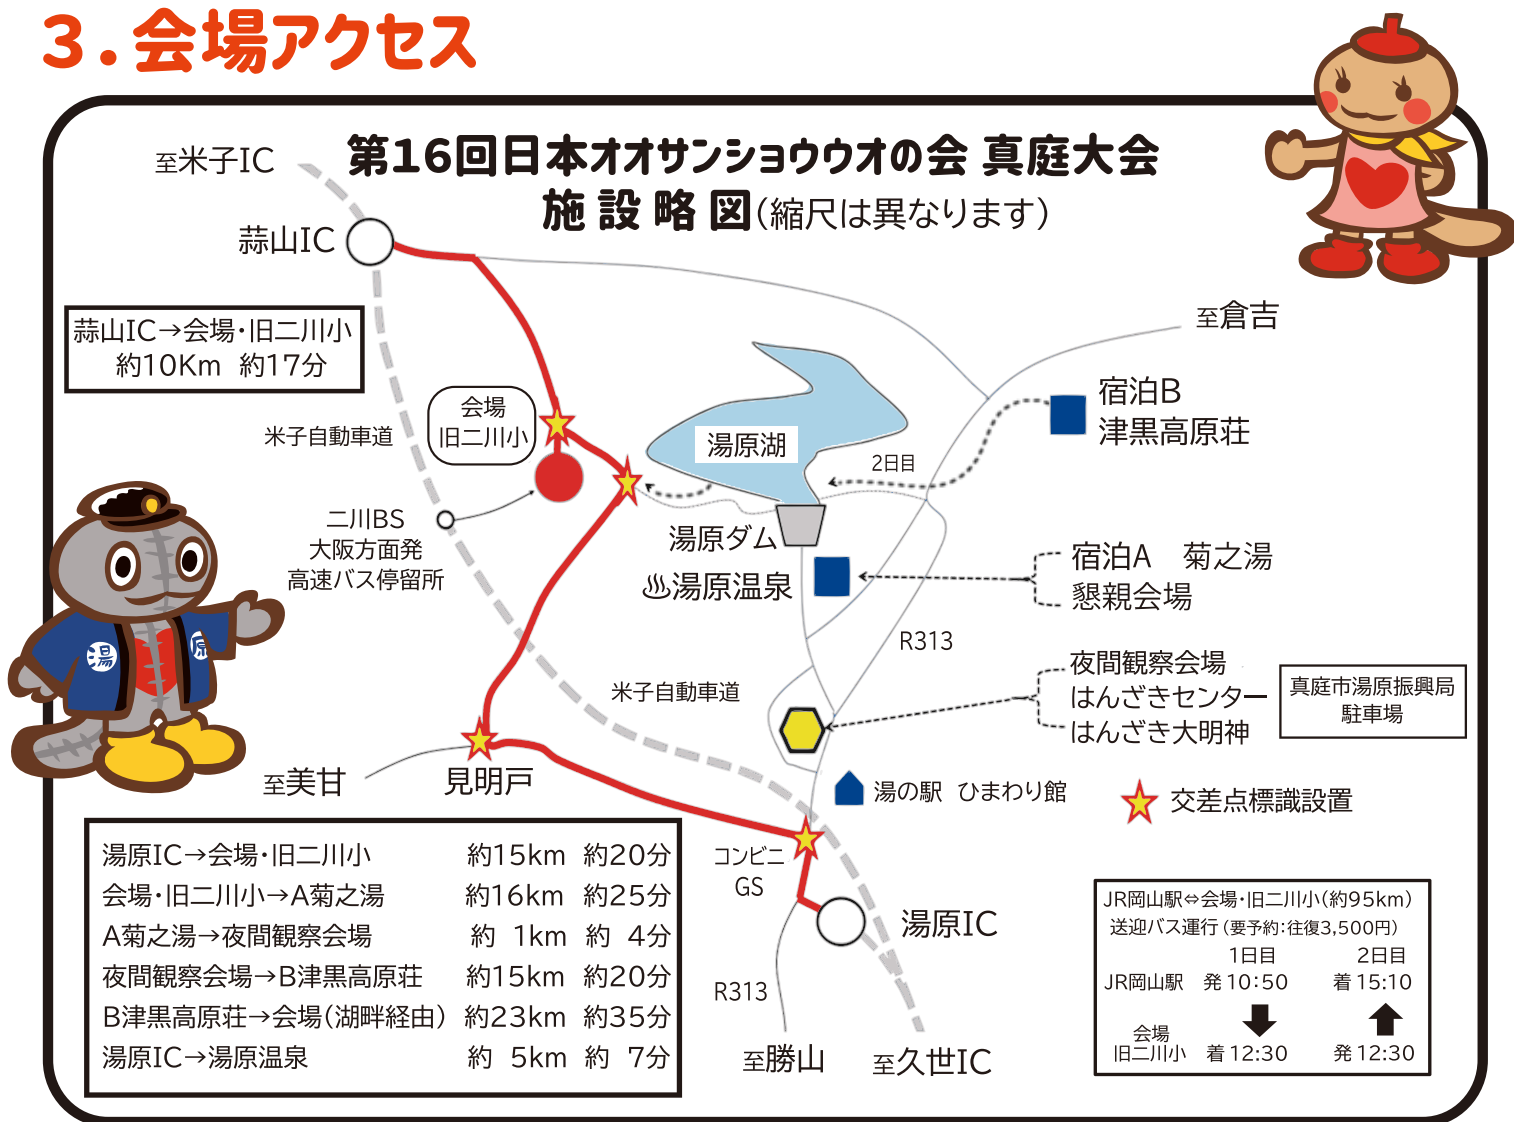 3.会場アクセス
第16回日本オオサンショウウオの会 真庭大会
施設略図(縮尺は異なります)
至米子IC
蒜山IC
蒜山IC→会場・旧二川小
約10Km 約17分
至倉吉
宿泊B
津黒高原荘
会場
旧二川小
米子自動車道
湯原湖
2日目
二川BS
大阪方面発
高速バス停留所
湯原ダム
♨湯原温泉
宿泊A 菊之湯
懇親会場
R313
湯
原
米子自動車道
夜間観察会場
はんざきセンター
はんざき大明神
真庭市湯原振興局
駐車場
至美甘
見明戸
湯の駅 ひまわり館
交差点標識設置
コンビニ
GS
湯原IC
R313
至勝山
至久世IC
湯原IC→会場・旧二川小 約15km 約20分
会場・旧二川小→A菊之湯 約16km 約25分
A菊之湯→夜間観察会場 約 1km 約 4分
夜間観察会場→B津黒高原荘 約15km 約20分
B津黒高原荘→会場(湖畔経由) 約23km 約35分
湯原IC→湯原温泉 約 5km 約 7分
JR岡山駅⇔会場・旧二川小(約95km)
送迎バス運行(要予約:往復3,500円)
1日目 2日目
JR岡山駅 発10:50 着15:10
会場
旧二川小 着12:30 発12:30